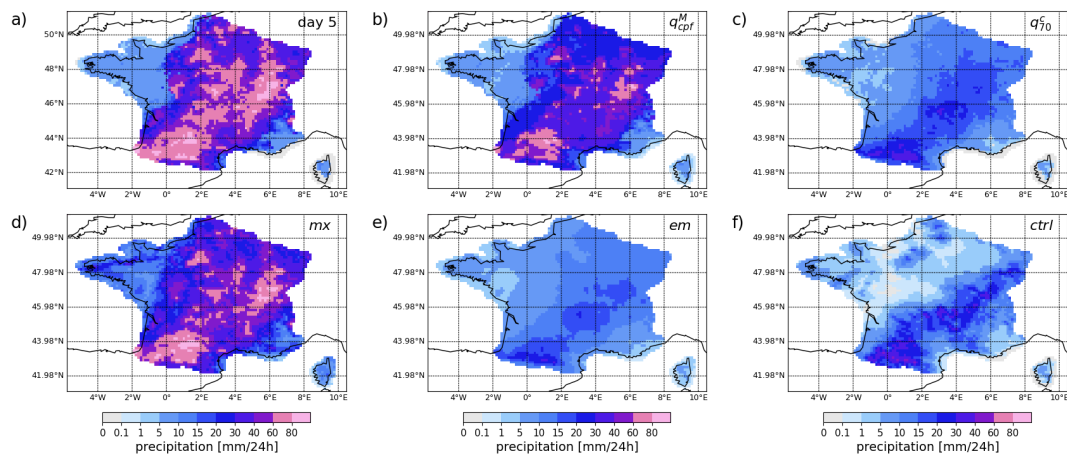 a) day 5
50°N
48°N
46°N
44°N
42°N
4°W 2°W 0° 2°E 4°E 6°E 8°E 10°E
b) q_cpf^M
49.98°N
47.98°N
45.98°N
43.98°N
41.98°N
4°W 2°W 0° 2°E 4°E 6°E 8°E 10°E
c) q_70^c
49.98°N
47.98°N
45.98°N
43.98°N
41.98°N
4°W 2°W 0° 2°E 4°E 6°E 8°E 10°E
d) mx
49.98°N
47.98°N
45.98°N
43.98°N
41.98°N
4°W 2°W 0° 2°E 4°E 6°E 8°E 10°E
0 0.1 1 5 10 15 20 30 40 60 80
precipitation [mm/24h]
e) em
49.98°N
47.98°N
45.98°N
43.98°N
41.98°N
4°W 2°W 0° 2°E 4°E 6°E 8°E 10°E
0 0.1 1 5 10 15 20 30 40 60 80
precipitation [mm/24h]
f) ctrl
49.98°N
47.98°N
45.98°N
43.98°N
41.98°N
4°W 2°W 0° 2°E 4°E 6°E 8°E 10°E
0 0.1 1 5 10 15 20 30 40 60 80
precipitation [mm/24h]